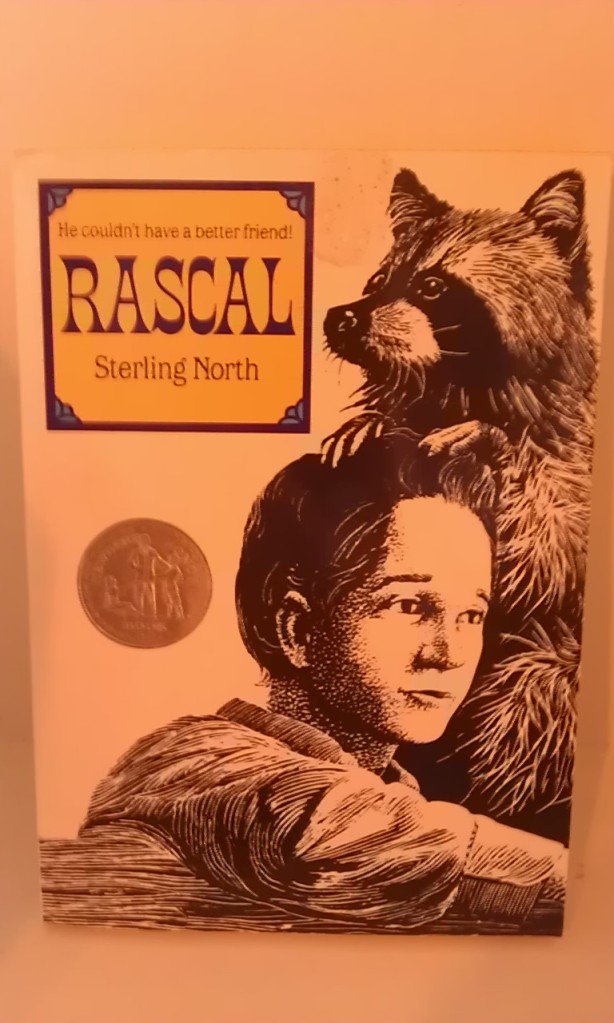 He couldn't have a better friend!
RASCAL
Sterling North